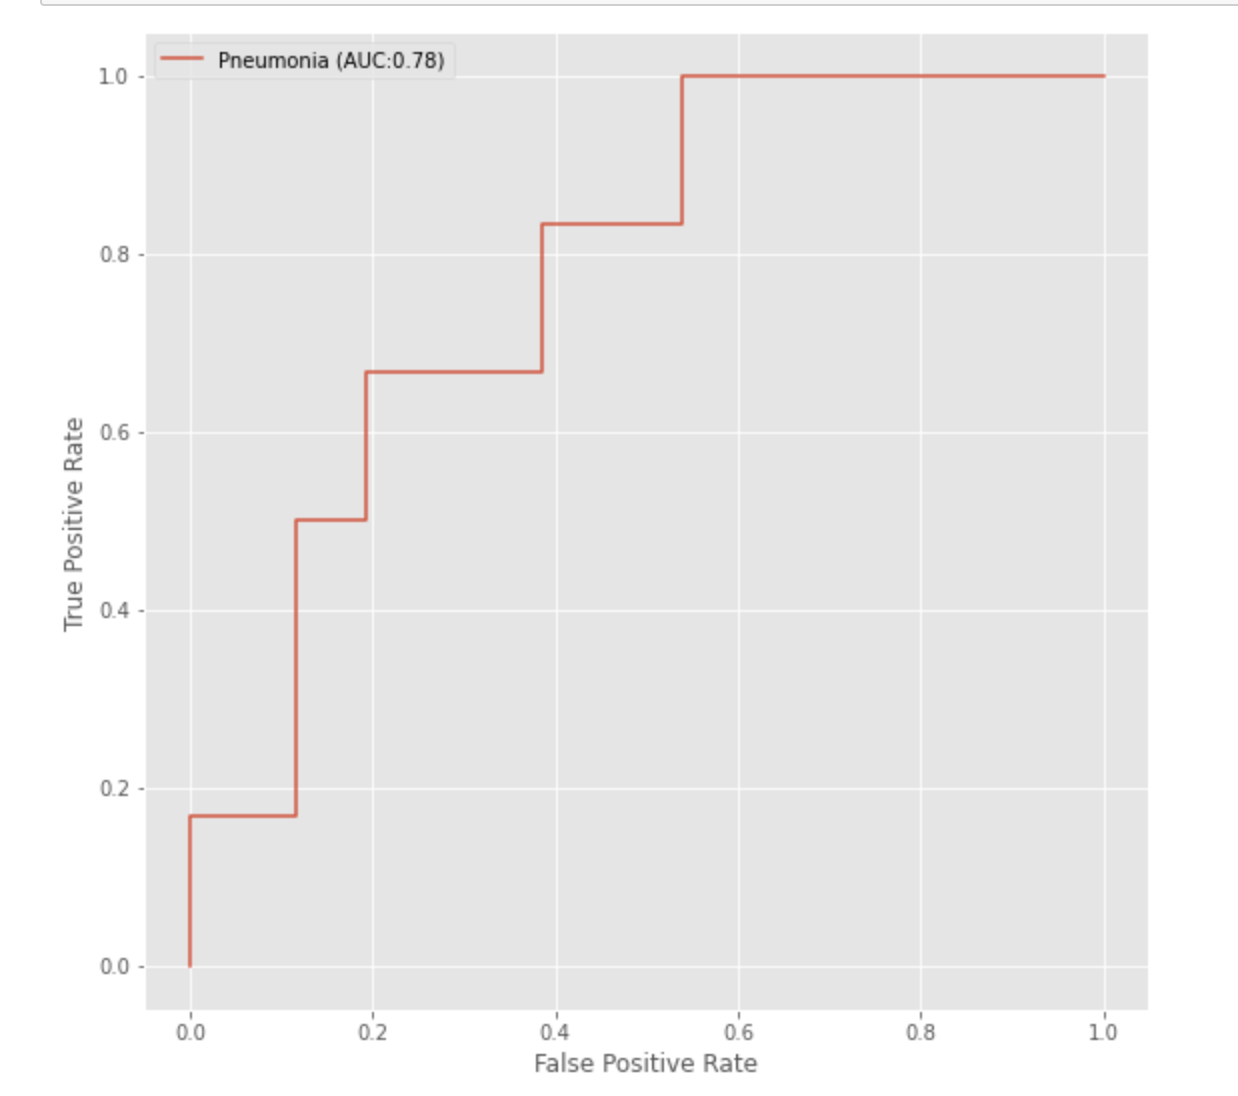 Pneumonia (AUC:0.78)
1.0
0.8
0.6
0.4
0.2
0.0
True Positive Rate
0.0 0.2 0.4 0.6 0.8 1.0
False Positive Rate